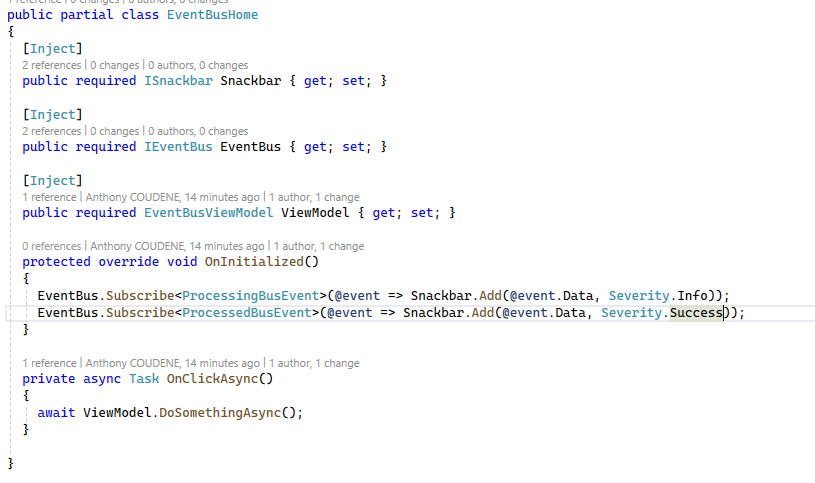 1 reference | 0 changes | 0 authors, 0 changes
public partial class EventBusHome
{
[Inject]
2 references | 0 changes | 0 authors, 0 changes
public required ISnackbar Snackbar { get; set; }
[Inject]
2 references | 0 changes | 0 authors, 0 changes
public required IEventBus EventBus { get; set; }
[Inject]
1 reference | Anthony COUDENE, 14 minutes ago | 1 author, 1 change
public required EventBusViewModel ViewModel { get; set; }
0 references | Anthony COUDENE, 14 minutes ago | 1 author, 1 change
protected override void OnInitialized()
{
EventBus.Subscribe<ProcessingBusEvent>(@event => Snackbar.Add(@event.Data, Severity.Info));
EventBus.Subscribe<ProcessedBusEvent>(@event => Snackbar.Add(@event.Data, Severity.Success));
}
1 reference | Anthony COUDENE, 14 minutes ago | 1 author, 1 change
private async Task OnClickAsync()
{
await ViewModel.DoSomethingAsync();
}
}